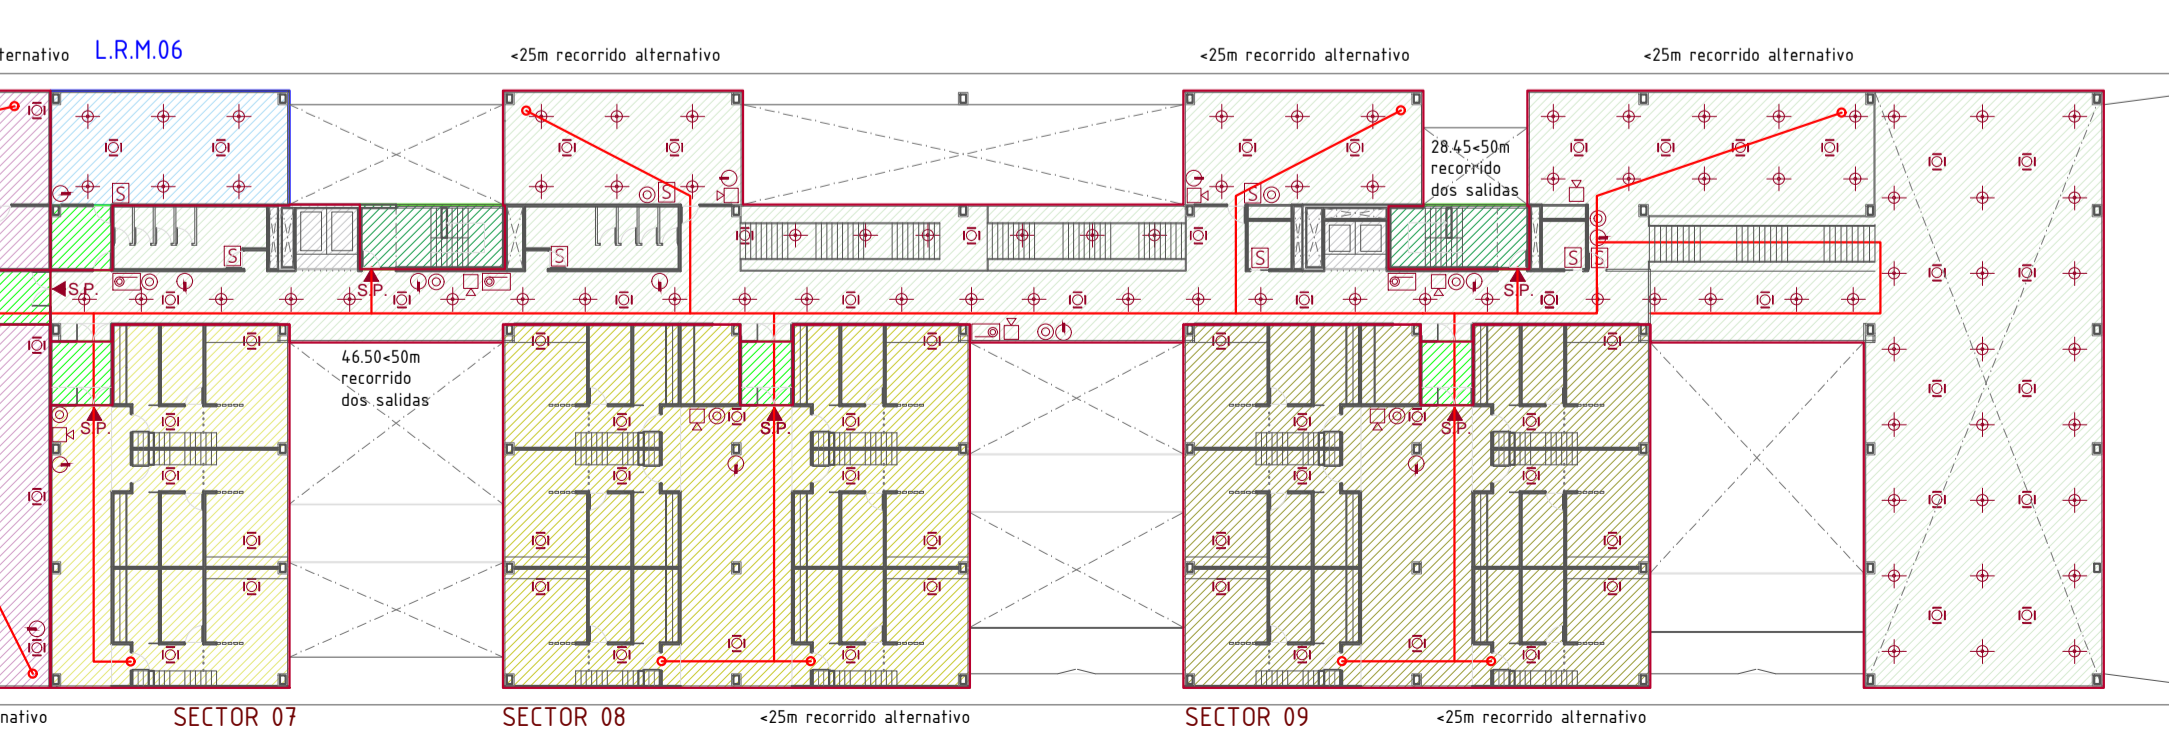 ternativo
L.R.M.06
<25m recorrido alternativo
<25m recorrido alternativo
<25m recorrido alternativo
28.45<50m
recorrido
dos salidas
S
S
S
S
S
S
S
S
S.P.
S.P.
S.P.
46.50<50m
recorrido
dos salidas
S.P.
S.P.
S.P.
nativo
SECTOR 07
SECTOR 08
<25m recorrido alternativo
SECTOR 09
<25m recorrido alternativo